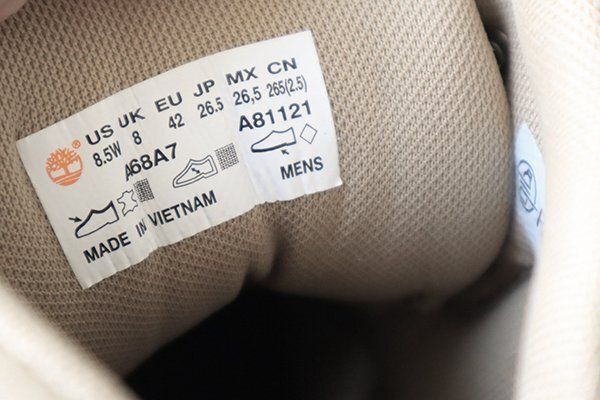 US UK EU JP MX CN
8.5W 8 42 26.5 26,5 265(2.5)
A68A7 A81121
MENS
MADE IN VIETNAM